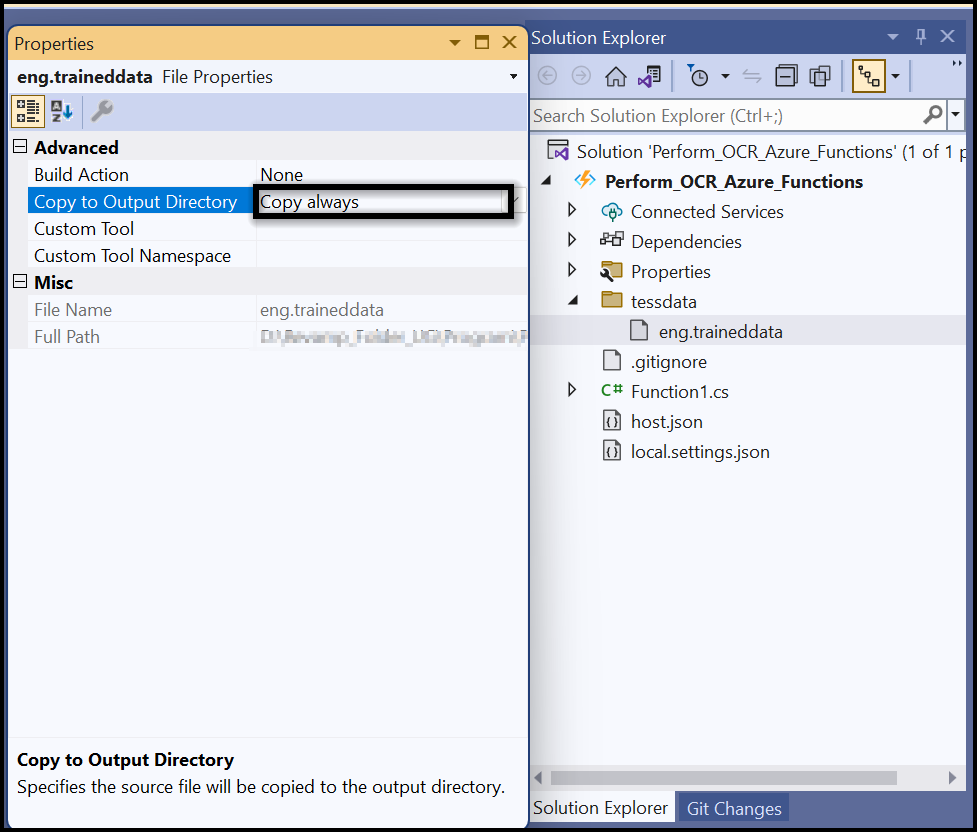 Properties
eng.traineddata File Properties
Advanced
Build Action None
Copy to Output Directory Copy always
Custom Tool
Custom Tool Namespace
Misc
File Name eng.traineddata
Full Path
Copy to Output Directory
Specifies the source file will be copied to the output directory.
Solution Explorer
Search Solution Explorer (Ctrl+;)
Solution 'Perform_OCR_Azure_Functions' (1 of 1 p
Perform_OCR_Azure_Functions
Connected Services
Dependencies
Properties
tessdata
eng.traineddata
.gitignore
C# Function1.cs
host.json
local.settings.json
Solution Explorer Git Changes